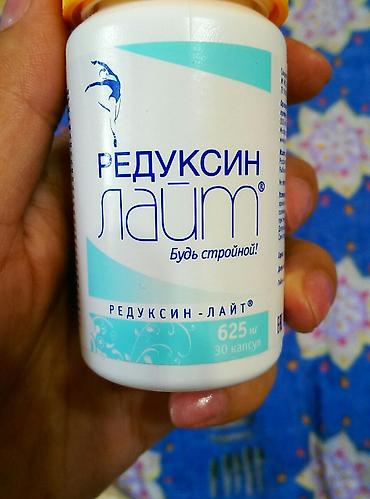 РЕДУКСИН
Лайт®
Будь стройной!
РЕДУКСИН - ЛАЙТ®
625 мг
30 капсул